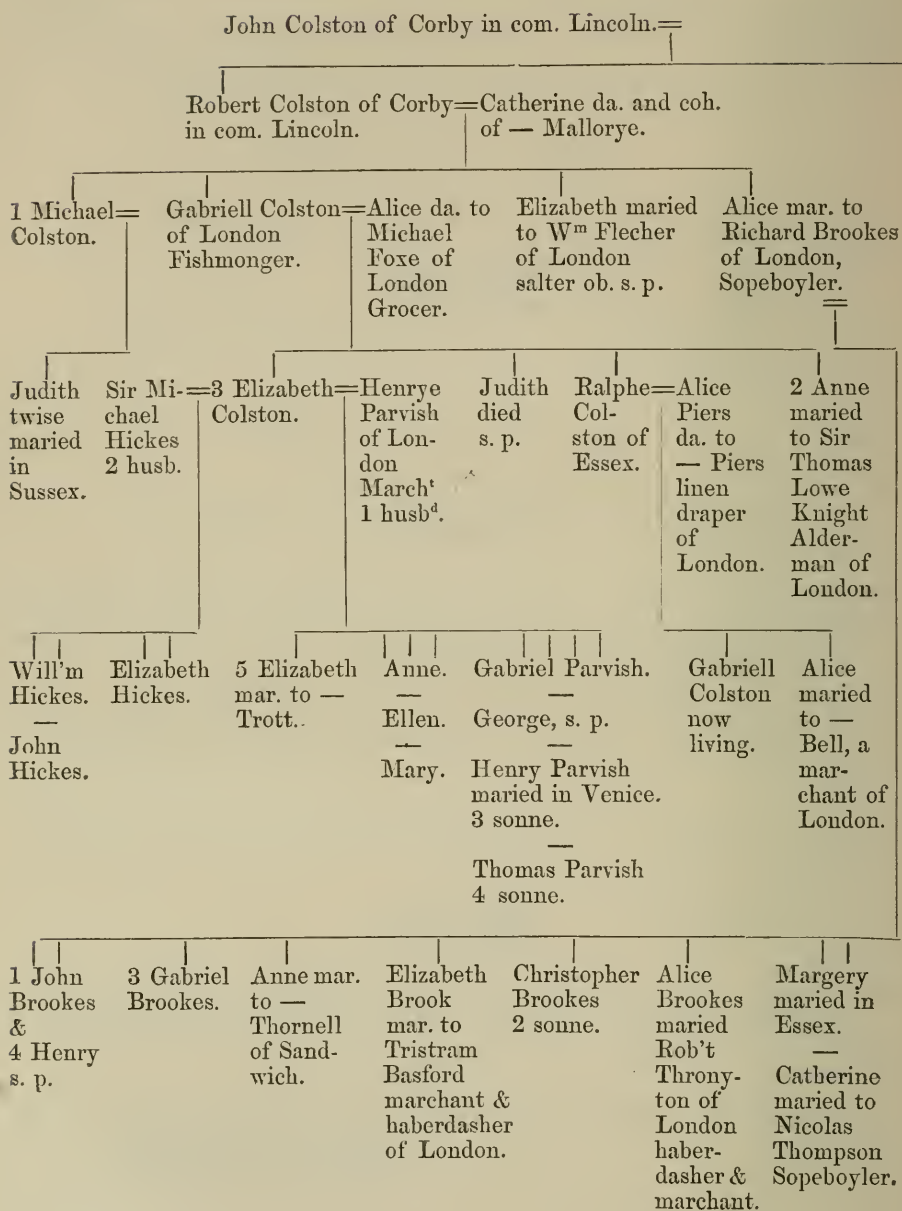 John Colston of Corby in com. Lincoln.=
Robert Colston of Corby=Catherine da. and coh.
in com. Lincoln. of — Mallorye.
1 Michael=
Colston.
Gabriell Colston=
of London
Fishmonger.
Alice da. to
Michael
Foxe of
London
Grocer.
Elizabeth maried
to Wᵐ Flecher
of London
salter ob. s. p.
Alice mar. to
Richard Brookes
of London,
Sopeboyler.
=
Judith
twise
maried
in
Sussex.
Sir Mi-=
chael
Hickes
2 husb.
3 Elizabeth=
Colston.
Henrye
Parvish
of Lon-
don
Marchᵗ
1 husbᵈ.
Judith
died
s. p.
Ralphe=
Col-
ston of
Essex.
Alice
Piers
da. to
— Piers
linen
draper
of
London.
2 Anne
maried
to Sir
Thomas
Lowe
Knight
Alder-
man of
London.
Will'm
Hickes.
—
John
Hickes.
Elizabeth
Hickes.
5 Elizabeth
mar. to —
Trott.
Anne.
—
Ellen.
—
Mary.
Gabriel Parvish.
—
George, s. p.
—
Henry Parvish
maried in Venice.
3 sonne.
—
Thomas Parvish
4 sonne.
Gabriell
Colston
now
living.
Alice
maried
to —
Bell, a
mar-
chant of
London.
1 John
Brookes
&
4 Henry
s. p.
3 Gabriel
Brookes.
Anne mar.
to —
Thornell
of Sand-
wich.
Elizabeth
Brook
mar. to
Tristram
Basford
marchant &
haberdasher
of London.
Christopher
Brookes
2 sonne.
Alice
Brookes
maried
Rob't
Throny-
ton of
London
haber-
dasher &
marchant.
Margery
maried in
Essex.
—
Catherine
maried to
Nicolas
Thompson
Sopeboyler.